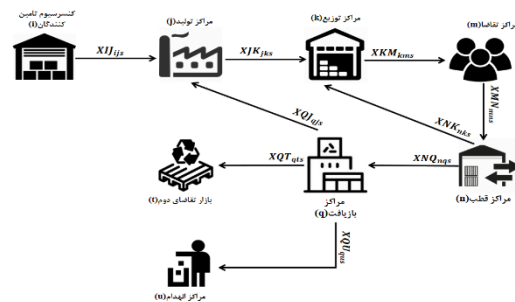 کنسرسیوم تامین
کنندگان(i)
مراکز تولید(j)
مراکز توزیع(k)
مراکز تقاضا(m)
XIJ_ijs
XJK_jks
XKM_kms
XMN_mns
XQJ_qjs
XNK_nks
XQT_qts
XNQ_nqs
بازار تقاضای دوم(t)
مراکز
بازیافت(q)
مراکز قطب(n)
XQU_qus
مراکز انهدام(u)